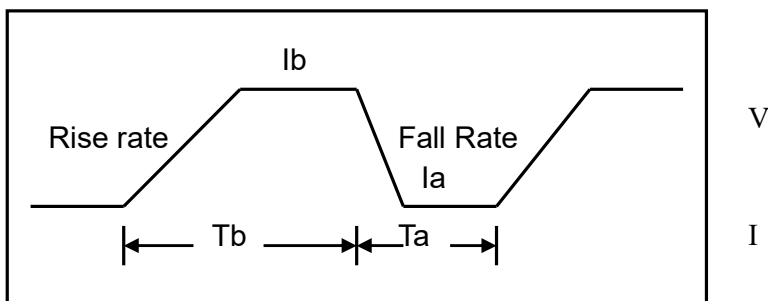 Ib
V
Rise rate
Fall Rate
Ia
Tb
Ta
I